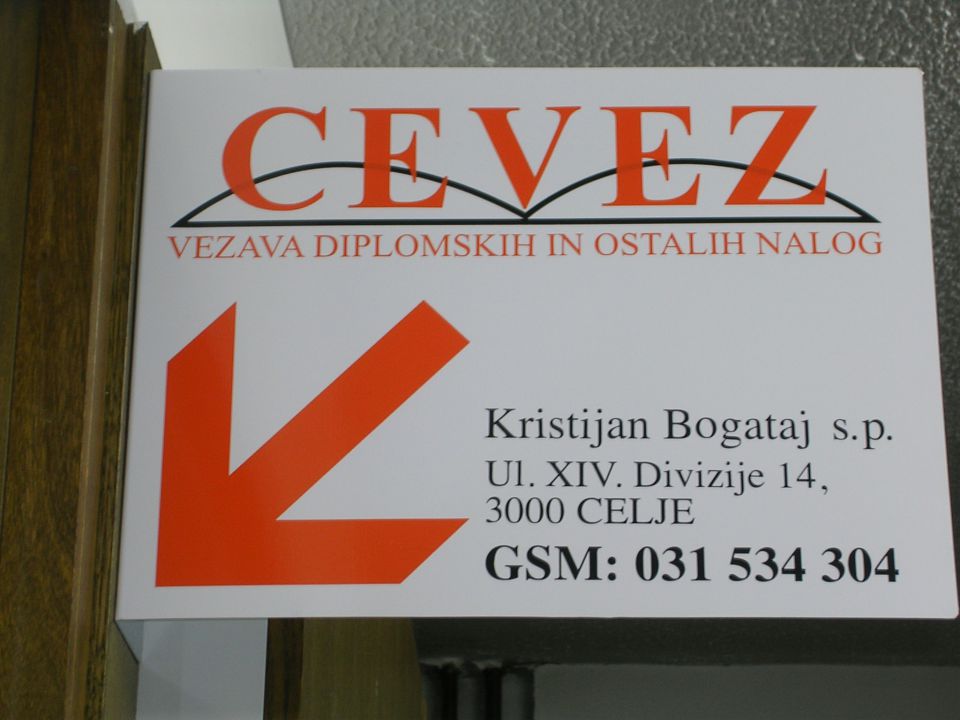 CEVEZ
VEZAVA DIPLOMSKIH IN OSTALIH NALOG
Kristijan Bogataj s.p.
Ul. XIV. Divizije 14,
3000 CELJE
GSM: 031 534 304